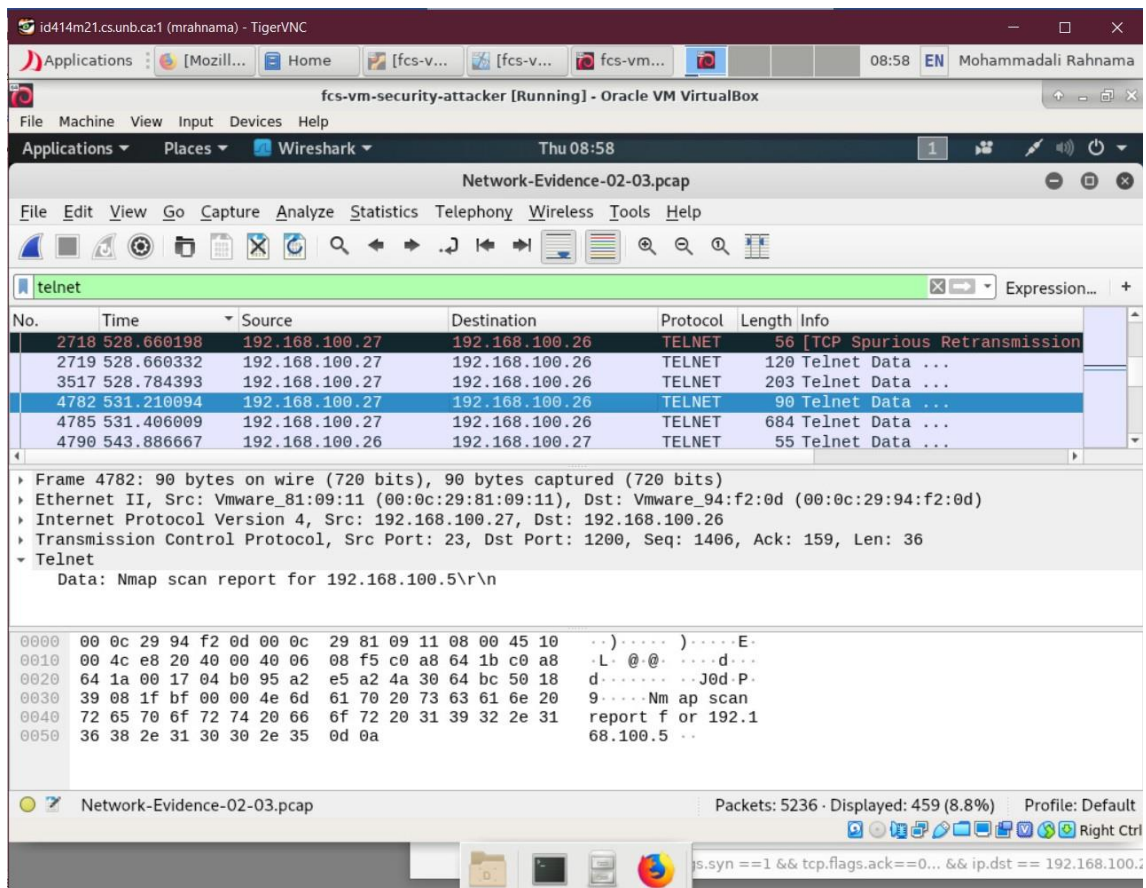 id414m21.cs.unb.ca:1 (mrahnama) - TigerVNC
Applications [Mozill... Home [fcs-v... [fcs-v... fcs-vm... 08:58 EN Mohammadali Rahnama
fcs-vm-security-attacker [Running] - Oracle VM VirtualBox
File Machine View Input Devices Help
Applications Places Wireshark Thu 08:58 1
Network-Evidence-02-03.pcap
File Edit View Go Capture Analyze Statistics Telephony Wireless Tools Help
telnet Expression... +
No. Time Source Destination Protocol Length Info
2718 528.660198 192.168.100.27 192.168.100.26 TELNET 56 [TCP Spurious Retransmission
2719 528.660332 192.168.100.27 192.168.100.26 TELNET 120 Telnet Data ...
3517 528.784393 192.168.100.27 192.168.100.26 TELNET 203 Telnet Data ...
4782 531.210094 192.168.100.27 192.168.100.26 TELNET 90 Telnet Data ...
4785 531.406009 192.168.100.27 192.168.100.26 TELNET 684 Telnet Data ...
4790 543.886667 192.168.100.26 192.168.100.27 TELNET 55 Telnet Data ...
Frame 4782: 90 bytes on wire (720 bits), 90 bytes captured (720 bits)
Ethernet II, Src: Vmware_81:09:11 (00:0c:29:81:09:11), Dst: Vmware_94:f2:0d (00:0c:29:94:f2:0d)
Internet Protocol Version 4, Src: 192.168.100.27, Dst: 192.168.100.26
Transmission Control Protocol, Src Port: 23, Dst Port: 1200, Seq: 1406, Ack: 159, Len: 36
Telnet
Data: Nmap scan report for 192.168.100.5\r\n
0000 00 0c 29 94 f2 0d 00 0c 29 81 09 11 08 00 45 10 ··)····· )·····E·
0010 00 4c e8 20 40 00 40 06 08 f5 c0 a8 64 1b c0 a8 ·L· @·@· ····d···
0020 64 1a 00 17 04 b0 95 a2 e5 a2 4a 30 64 bc 50 18 d······· ··J0d·P·
0030 39 08 1f bf 00 00 4e 6d 61 70 20 73 63 61 6e 20 9·····Nm ap scan
0040 72 65 70 6f 72 74 20 66 6f 72 20 31 39 32 2e 31 report f or 192.1
0050 36 38 2e 31 30 30 2e 35 0d 0a 68.100.5 ··
Network-Evidence-02-03.pcap Packets: 5236 · Displayed: 459 (8.8%) Profile: Default
Right Ctrl
gs.syn ==1 && tcp.flags.ack==0... && ip.dst == 192.168.100.2